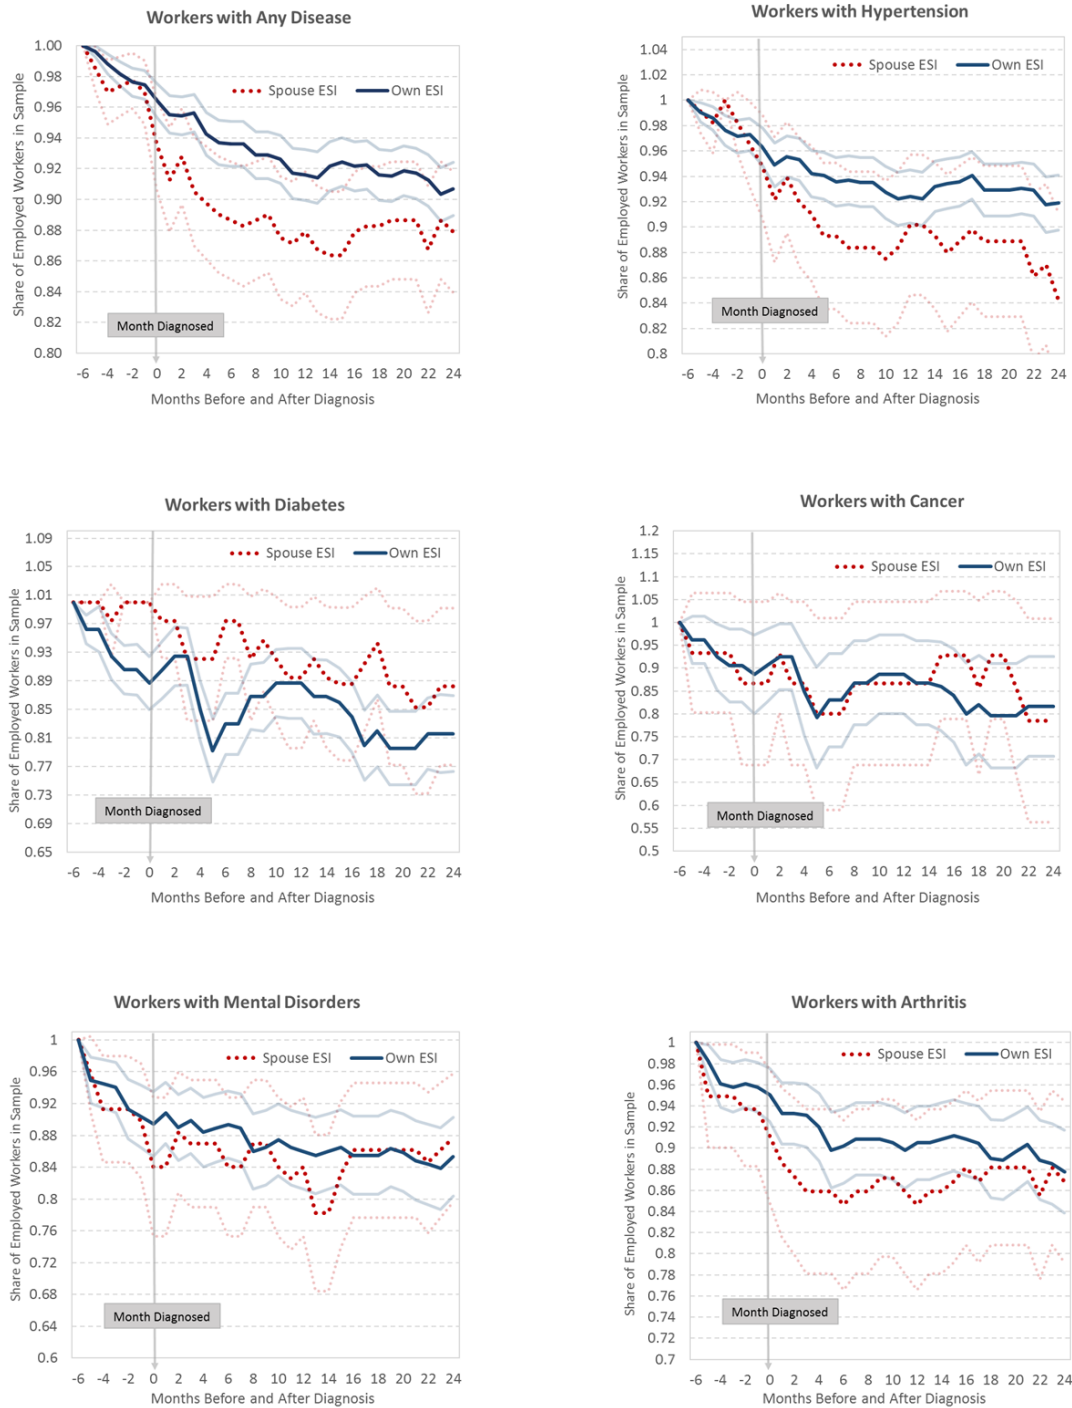 Workers with Any Disease
Share of Employed Workers in Sample
1.00
0.98
0.96
0.94
0.92
0.90
0.88
0.86
0.84
0.82
0.80
Spouse ESI Own ESI
Month Diagnosed
-6 -4 -2 0 2 4 6 8 10 12 14 16 18 20 22 24
Months Before and After Diagnosis
Workers with Hypertension
Share of Employed Workers in Sample
1.04
1.02
1
0.98
0.96
0.94
0.92
0.9
0.88
0.86
0.84
0.82
0.8
Spouse ESI Own ESI
Month Diagnosed
-6 -4 -2 0 2 4 6 8 10 12 14 16 18 20 22 24
Months Before and After Diagnosis
Workers with Diabetes
Share of Employed Workers in Sample
1.09
1.05
1.01
0.97
0.93
0.89
0.85
0.81
0.77
0.73
0.69
0.65
Spouse ESI Own ESI
Month Diagnosed
-6 -4 -2 0 2 4 6 8 10 12 14 16 18 20 22 24
Months Before and After Diagnosis
Workers with Cancer
Share of Employed Workers in Sample
1.2
1.15
1.1
1.05
1
0.95
0.9
0.85
0.8
0.75
0.7
0.65
0.6
0.55
0.5
Spouse ESI Own ESI
Month Diagnosed
-6 -4 -2 0 2 4 6 8 10 12 14 16 18 20 22 24
Months Before and After Diagnosis
Workers with Mental Disorders
Share of Employed Workers in Sample
1
0.96
0.92
0.88
0.84
0.8
0.76
0.72
0.68
0.64
0.6
Spouse ESI Own ESI
Month Diagnosed
-6 -4 -2 0 2 4 6 8 10 12 14 16 18 20 22 24
Months Before and After Diagnosis
Workers with Arthritis
Share of Employed Workers in Sample
1
0.98
0.96
0.94
0.92
0.9
0.88
0.86
0.84
0.82
0.8
0.78
0.76
0.74
0.72
0.7
Spouse ESI Own ESI
Month Diagnosed
-6 -4 -2 0 2 4 6 8 10 12 14 16 18 20 22 24
Months Before and After Diagnosis